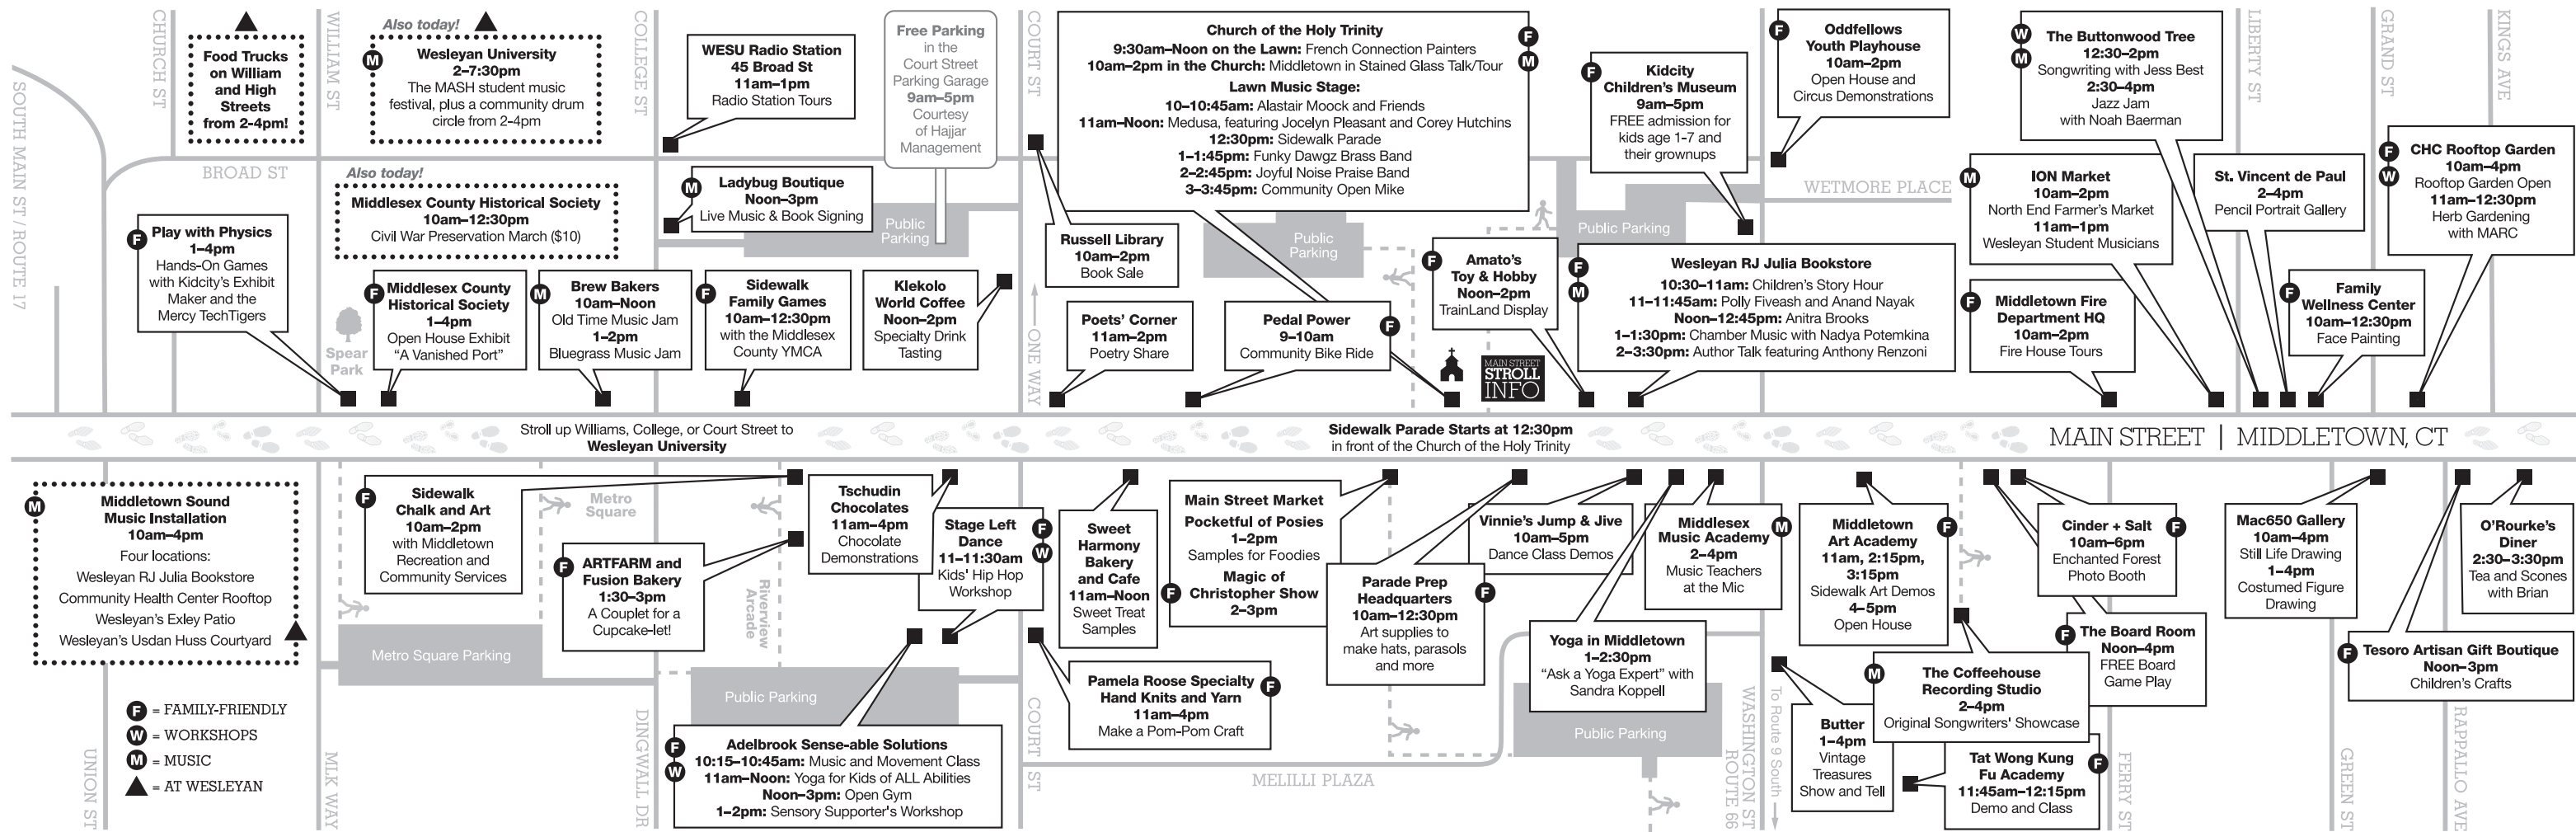 SOUTH MAIN ST / ROUTE 17
CHURCH ST
Food Trucks
on William
and High
Streets
from 2-4pm!
WILLIAM ST
Also today!
M
Wesleyan University
2–7:30pm
The MASH student music
festival, plus a community drum
circle from 2-4pm
COLLEGE ST
WESU Radio Station
45 Broad St
11am–1pm
Radio Station Tours
Free Parking
in the
Court Street
Parking Garage
9am–5pm
Courtesy
of Hajjar
Management
COURT ST
Church of the Holy Trinity
9:30am–Noon on the Lawn: French Connection Painters
10am–2pm in the Church: Middletown in Stained Glass Talk/Tour
Lawn Music Stage:
10–10:45am: Alastair Moock and Friends
11am–Noon: Medusa, featuring Jocelyn Pleasant and Corey Hutchins
12:30pm: Sidewalk Parade
1–1:45pm: Funky Dawgz Brass Band
2–2:45pm: Joyful Noise Praise Band
3–3:45pm: Community Open Mike
F
M
F
Kidcity
Children's Museum
9am–5pm
FREE admission for
kids age 1-7 and
their grownups
F
Oddfellows
Youth Playhouse
10am–2pm
Open House and
Circus Demonstrations
W
M
The Buttonwood Tree
12:30–2pm
Songwriting with Jess Best
2:30–4pm
Jazz Jam
with Noah Baerman
LIBERTY ST
GRAND ST
KINGS AVE
F
W
CHC Rooftop Garden
10am–4pm
Rooftop Garden Open
11am–12:30pm
Herb Gardening
with MARC
BROAD ST
Also today!
Middlesex County Historical Society
10am–12:30pm
Civil War Preservation March ($10)
M
Ladybug Boutique
Noon–3pm
Live Music & Book Signing
Public
Parking
Public
Parking
Public Parking
WETMORE PLACE
M
ION Market
10am–2pm
North End Farmer's Market
11am–1pm
Wesleyan Student Musicians
St. Vincent de Paul
2–4pm
Pencil Portrait Gallery
F
Play with Physics
1–4pm
Hands-On Games
with Kidcity's Exhibit
Maker and the
Mercy TechTigers
Spear
Park
F
Middlesex County
Historical Society
1–4pm
Open House Exhibit
“A Vanished Port”
M
Brew Bakers
10am–Noon
Old Time Music Jam
1–2pm
Bluegrass Music Jam
F
Sidewalk
Family Games
10am–12:30pm
with the Middlesex
County YMCA
Klekolo
World Coffee
Noon–2pm
Specialty Drink
Tasting
Russell Library
10am–2pm
Book Sale
ONE WAY
Poets' Corner
11am–2pm
Poetry Share
Pedal Power
9–10am
Community Bike Ride
F
F
Amato's
Toy & Hobby
Noon–2pm
TrainLand Display
MAIN STREET
STROLL
INFO
F
M
Wesleyan RJ Julia Bookstore
10:30–11am: Children's Story Hour
11–11:45am: Polly Fiveash and Anand Nayak
Noon–12:45pm: Anitra Brooks
1–1:30pm: Chamber Music with Nadya Potemkina
2–3:30pm: Author Talk featuring Anthony Renzoni
F
Middletown Fire
Department HQ
10am–2pm
Fire House Tours
F
Family
Wellness Center
10am–12:30pm
Face Painting
Stroll up Williams, College, or Court Street to
Wesleyan University
Sidewalk Parade Starts at 12:30pm
in front of the Church of the Holy Trinity
MAIN STREET | MIDDLETOWN, CT
M
Middletown Sound
Music Installation
10am–4pm
Four locations:
Wesleyan RJ Julia Bookstore
Community Health Center Rooftop
Wesleyan's Exley Patio
Wesleyan's Usdan Huss Courtyard
F = FAMILY-FRIENDLY
W = WORKSHOPS
M = MUSIC
▲ = AT WESLEYAN
UNION ST
MLK WAY
F
Sidewalk
Chalk and Art
10am–2pm
with Middletown
Recreation and
Community Services
Metro
Square
Metro Square Parking
F
ARTFARM and
Fusion Bakery
1:30–3pm
A Couplet for a
Cupcake-let!
DINGWALL DR
Riverview
Arcade
Tschudin
Chocolates
11am–4pm
Chocolate
Demonstrations
Stage Left
Dance
11–11:30am
Kids' Hip Hop
Workshop
F
W
Public Parking
F
W
Adelbrook Sense-able Solutions
10:15–10:45am: Music and Movement Class
11am–Noon: Yoga for Kids of ALL Abilities
Noon–3pm: Open Gym
1–2pm: Sensory Supporter's Workshop
COURT ST
Sweet
Harmony
Bakery
and Cafe
11am–Noon
Sweet Treat
Samples
Pamela Roose Specialty
Hand Knits and Yarn
11am–4pm
Make a Pom-Pom Craft
F
Main Street Market
Pocketful of Posies
1–2pm
Samples for Foodies
F
Magic of
Christopher Show
2–3pm
Parade Prep
Headquarters
10am–12:30pm
Art supplies to
make hats, parasols
and more
F
MELILLI PLAZA
Vinnie's Jump & Jive
10am–5pm
Dance Class Demos
Yoga in Middletown
1–2:30pm
“Ask a Yoga Expert” with
Sandra Koppell
Public Parking
Middlesex
Music Academy
2–4pm
Music Teachers
at the Mic
M
WASHINGTON ST
ROUTE 66
To Route 9 South
Middletown
Art Academy
11am, 2:15pm,
3:15pm
Sidewalk Art Demos
4–5pm
Open House
F
Butter
1–4pm
Vintage
Treasures
Show and Tell
M
The Coffeehouse
Recording Studio
2–4pm
Original Songwriters' Showcase
Tat Wong Kung
Fu Academy
11:45am–12:15pm
Demo and Class
F
Cinder + Salt
10am–6pm
Enchanted Forest
Photo Booth
F
F
The Board Room
Noon–4pm
FREE Board
Game Play
FERRY ST
Mac650 Gallery
10am–4pm
Still Life Drawing
1–4pm
Costumed Figure
Drawing
O'Rourke's
Diner
2:30–3:30pm
Tea and Scones
with Brian
F
Tesoro Artisan Gift Boutique
Noon–3pm
Children's Crafts
GREEN ST
RAPPALLO AVE